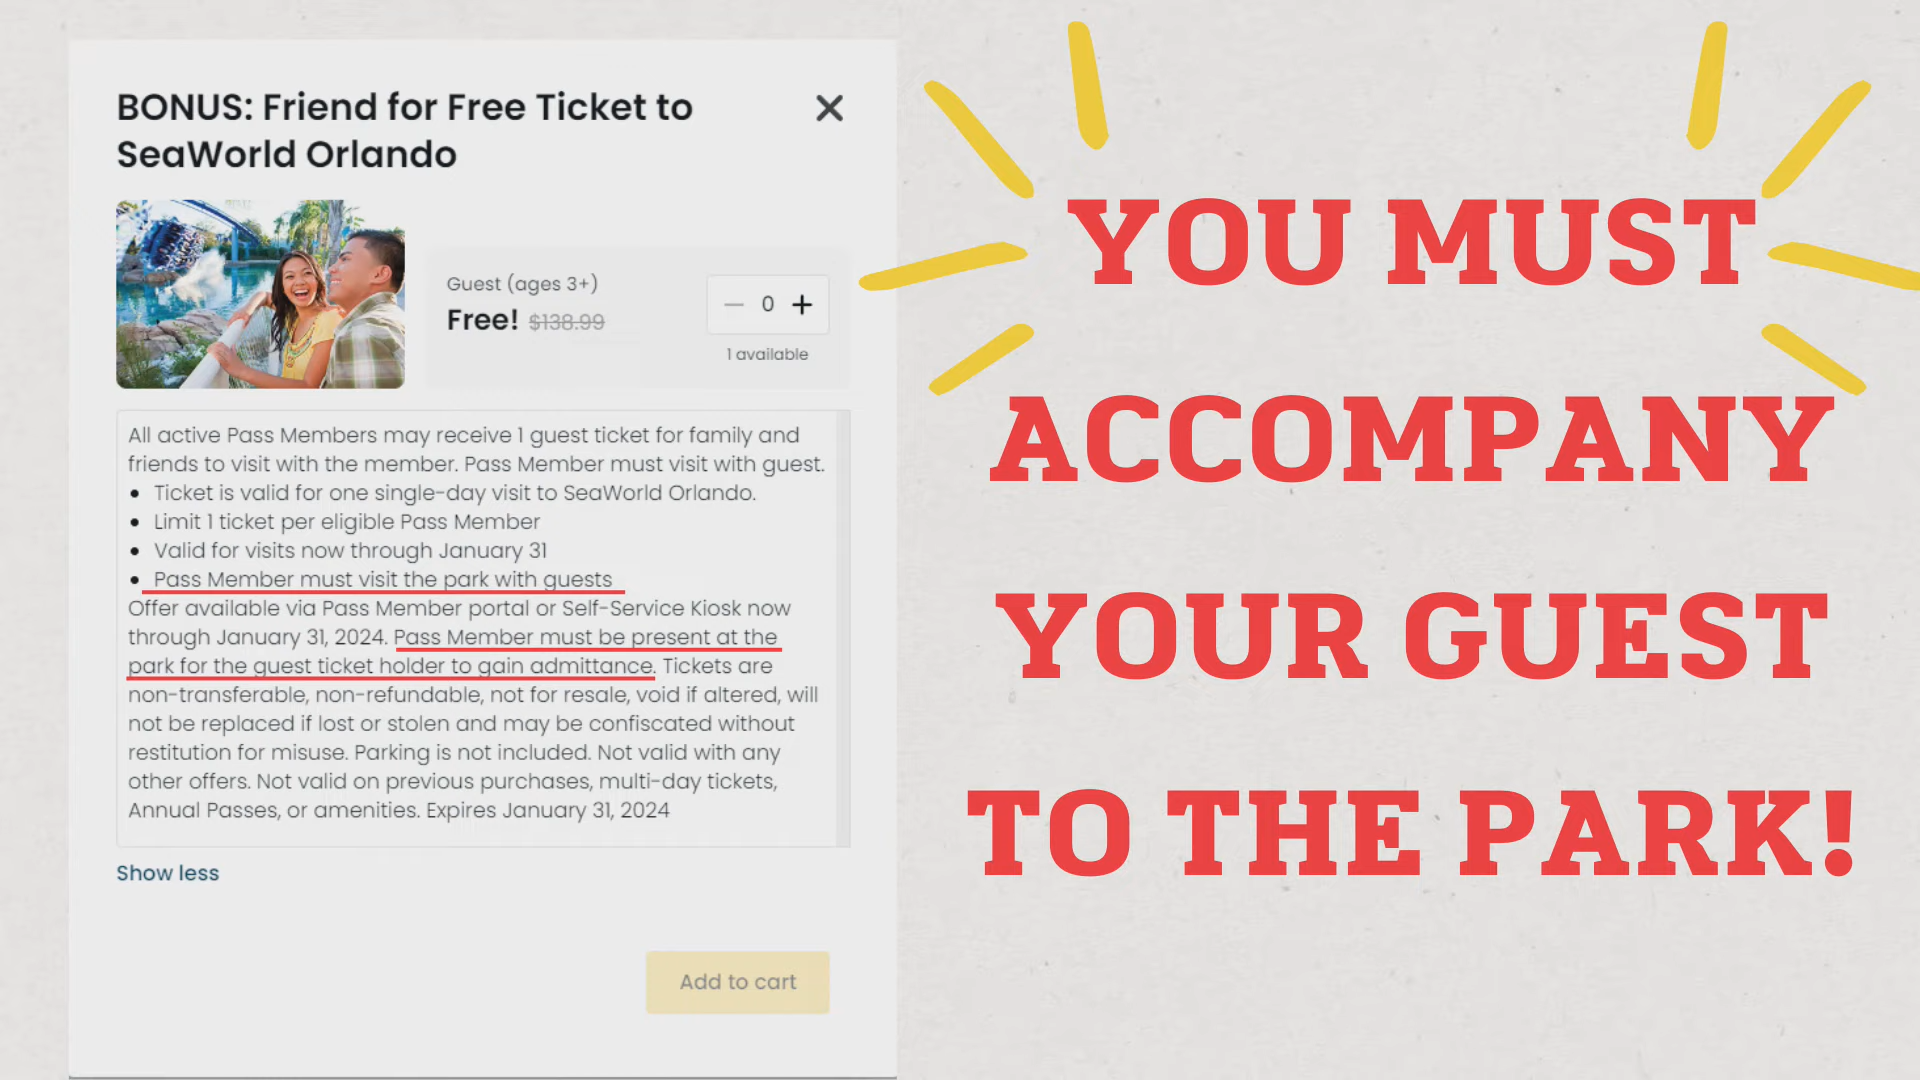 BONUS: Friend for Free Ticket to
SeaWorld Orlando
Guest (ages 3+)
Free! $138.99
0
1 available
All active Pass Members may receive 1 guest ticket for family and
friends to visit with the member. Pass Member must visit with guest.
• Ticket is valid for one single-day visit to SeaWorld Orlando.
• Limit 1 ticket per eligible Pass Member
• Valid for visits now through January 31
• Pass Member must visit the park with guests
Offer available via Pass Member portal or Self-Service Kiosk now
through January 31, 2024. Pass Member must be present at the
park for the guest ticket holder to gain admittance. Tickets are
non-transferable, non-refundable, not for resale, void if altered, will
not be replaced if lost or stolen and may be confiscated without
restitution for misuse. Parking is not included. Not valid with any
other offers. Not valid on previous purchases, multi-day tickets,
Annual Passes, or amenities. Expires January 31, 2024
Show less
Add to cart
YOU MUST
ACCOMPANY
YOUR GUEST
TO THE PARK!